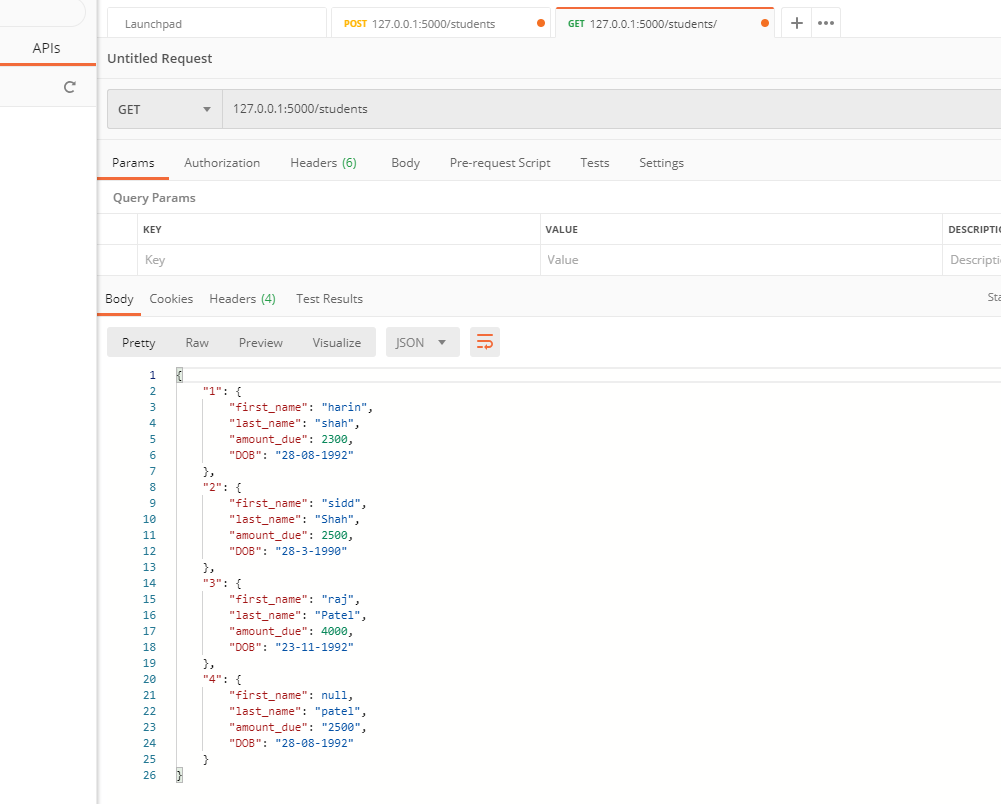 Launchpad
POST 127.0.0.1:5000/students
GET 127.0.0.1:5000/students/
APIs
Untitled Request
GET 127.0.0.1:5000/students
Params Authorization Headers (6) Body Pre-request Script Tests Settings
Query Params
KEY VALUE DESCRIPTIO
Key Value Descripti
Body Cookies Headers (4) Test Results Sta
Pretty Raw Preview Visualize JSON
1 {
2 "1": {
3 "first_name": "harin",
4 "last_name": "shah",
5 "amount_due": 2300,
6 "DOB": "28-08-1992"
7 },
8 "2": {
9 "first_name": "sidd",
10 "last_name": "Shah",
11 "amount_due": 2500,
12 "DOB": "28-3-1990"
13 },
14 "3": {
15 "first_name": "raj",
16 "last_name": "Patel",
17 "amount_due": 4000,
18 "DOB": "23-11-1992"
19 },
20 "4": {
21 "first_name": null,
22 "last_name": "patel",
23 "amount_due": "2500",
24 "DOB": "28-08-1992"
25 }
26 }